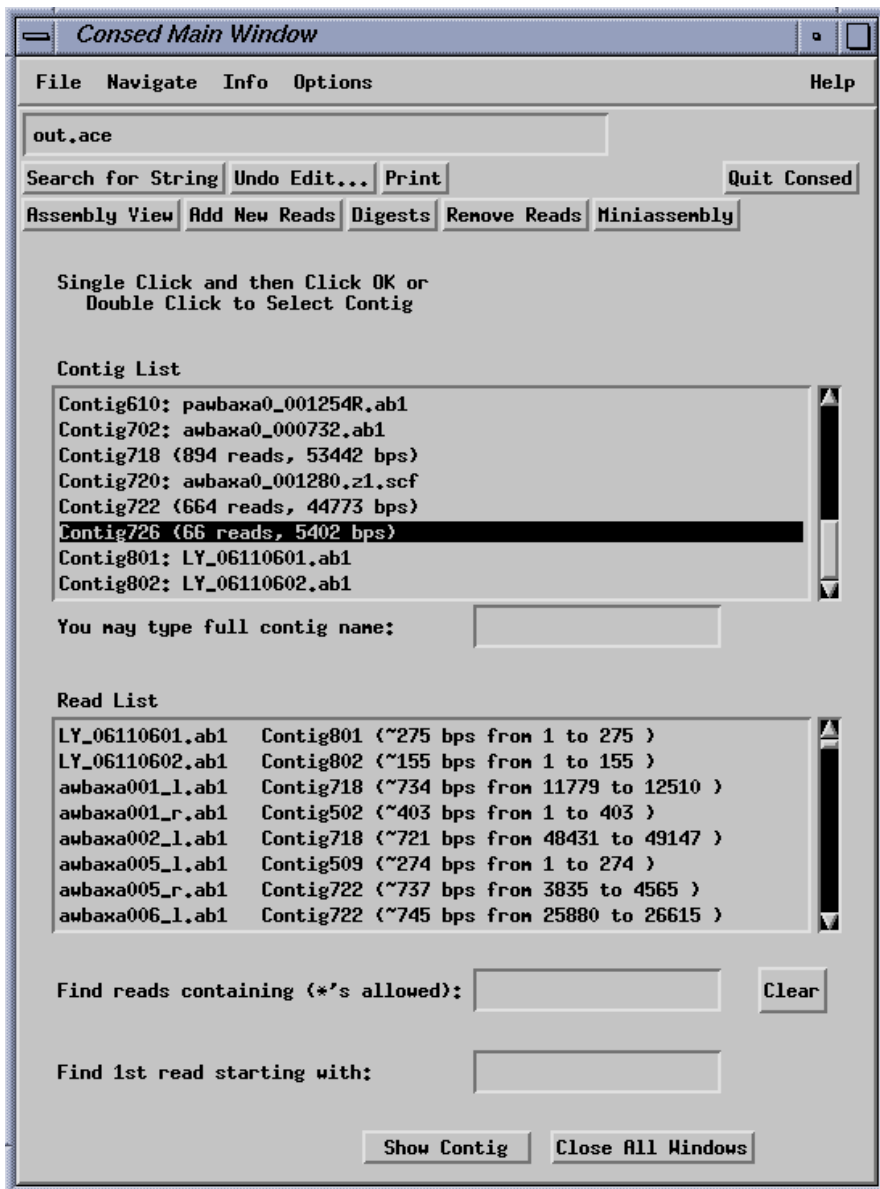 Consed Main Window
File Navigate Info Options Help
out.ace
Search for String Undo Edit... Print Quit Consed
Assembly View Add New Reads Digests Remove Reads Miniassembly
Single Click and then Click OK or
Double Click to Select Contig
Contig List
Contig610: pawbaxa0_001254R.ab1
Contig702: awbaxa0_000732.ab1
Contig718 (894 reads, 53442 bps)
Contig720: awbaxa0_001280.z1.scf
Contig722 (664 reads, 44773 bps)
Contig726 (66 reads, 5402 bps)
Contig801: LY_06110601.ab1
Contig802: LY_06110602.ab1
You may type full contig name:
Read List
LY_06110601.ab1 Contig801 (~275 bps from 1 to 275 )
LY_06110602.ab1 Contig802 (~155 bps from 1 to 155 )
awbaxa001_l.ab1 Contig718 (~734 bps from 11779 to 12510 )
awbaxa001_r.ab1 Contig502 (~403 bps from 1 to 403 )
awbaxa002_l.ab1 Contig718 (~721 bps from 48431 to 49147 )
awbaxa005_l.ab1 Contig509 (~274 bps from 1 to 274 )
awbaxa005_r.ab1 Contig722 (~737 bps from 3835 to 4565 )
awbaxa006_l.ab1 Contig722 (~745 bps from 25880 to 26615 )
Find reads containing (*'s allowed): Clear
Find 1st read starting with:
Show Contig Close All Windows